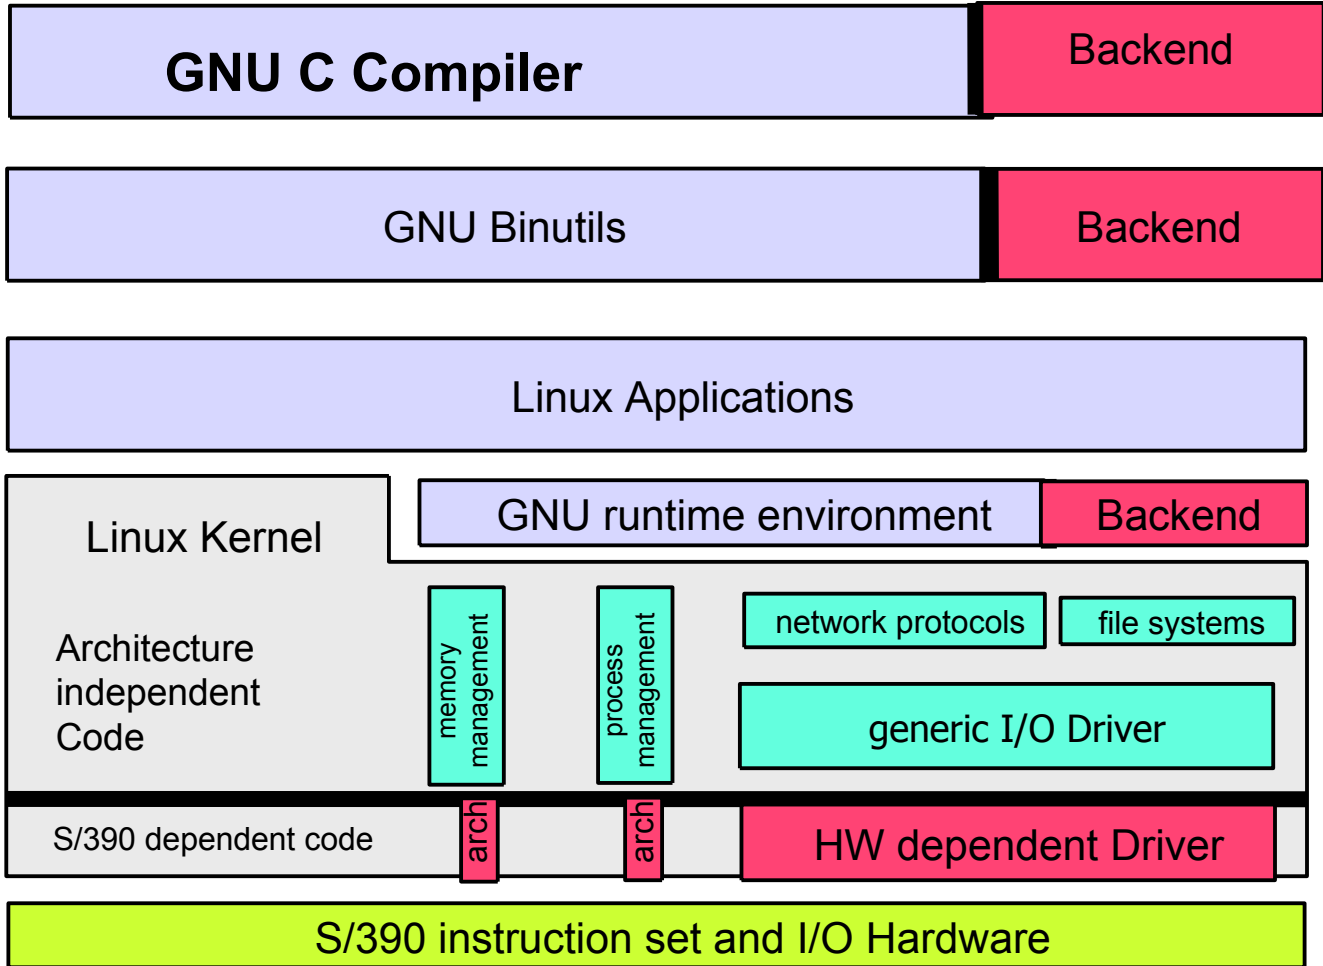 GNU C Compiler
Backend
GNU Binutils
Backend
Linux Applications
Linux Kernel
GNU runtime environment
Backend
Architecture
independent
Code
memory
management
process
management
network protocols
file systems
generic I/O Driver
S/390 dependent code
arch
arch
HW dependent Driver
S/390 instruction set and I/O Hardware